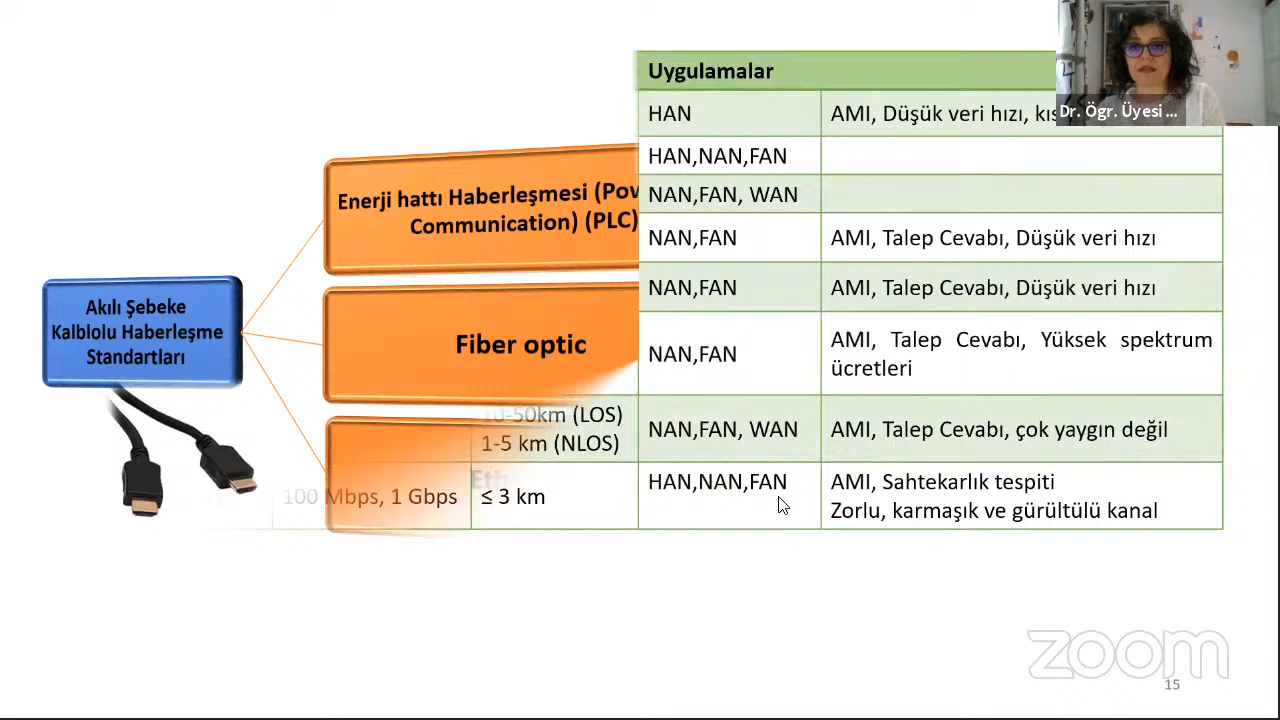 Uygulamalar
HAN
AMI, Düşük veri hızı,
HAN,NAN,FAN
NAN,FAN, WAN
NAN,FAN
AMI, Talep Cevabı, Düşük veri hızı
NAN,FAN
AMI, Talep Cevabı, Düşük veri hızı
NAN,FAN
AMI, Talep Cevabı, Yüksek spektrum
ücretleri
10-50km (LOS)
1-5 km (NLOS)
NAN,FAN, WAN
AMI, Talep Cevabı, çok yaygın değil
100 Mbps, 1 Gbps
≤ 3 km
HAN,NAN,FAN
AMI, Sahtekarlık tespiti
Zorlu, karmaşık ve gürültülü kanal
Enerji hattı Haberleşmesi
Communication) (PLC)
Fiber optic
Akılı Şebeke
Kalblolu Haberleşme
Standartları
Dr. Ögr. Üyesi ...
zoom
15